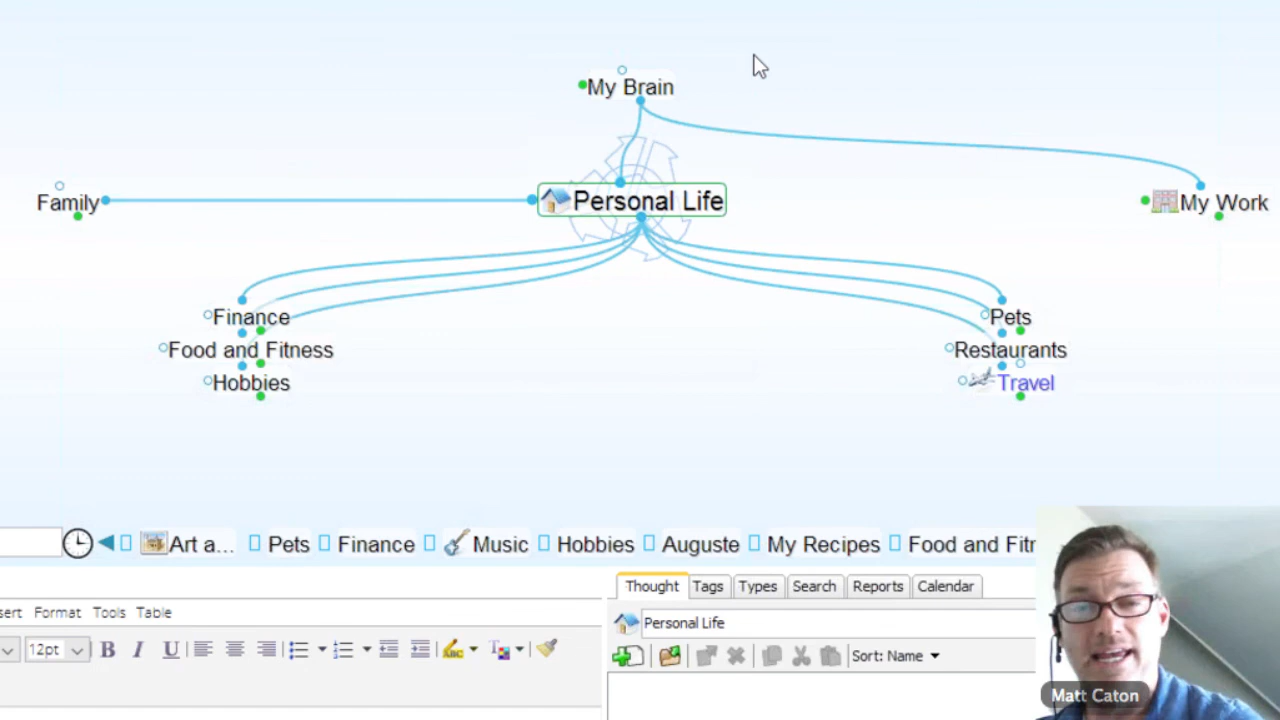 My Brain
Family
Personal Life
My Work
Finance
Pets
Food and Fitness
Restaurants
Hobbies
Travel
Art a... Pets Finance Music Hobbies Auguste My Recipes Food and Fitn
Thought Tags Types Search Reports Calendar
sert Format Tools Table
Personal Life
12pt B I U ABC T
Sort: Name
Matt Caton